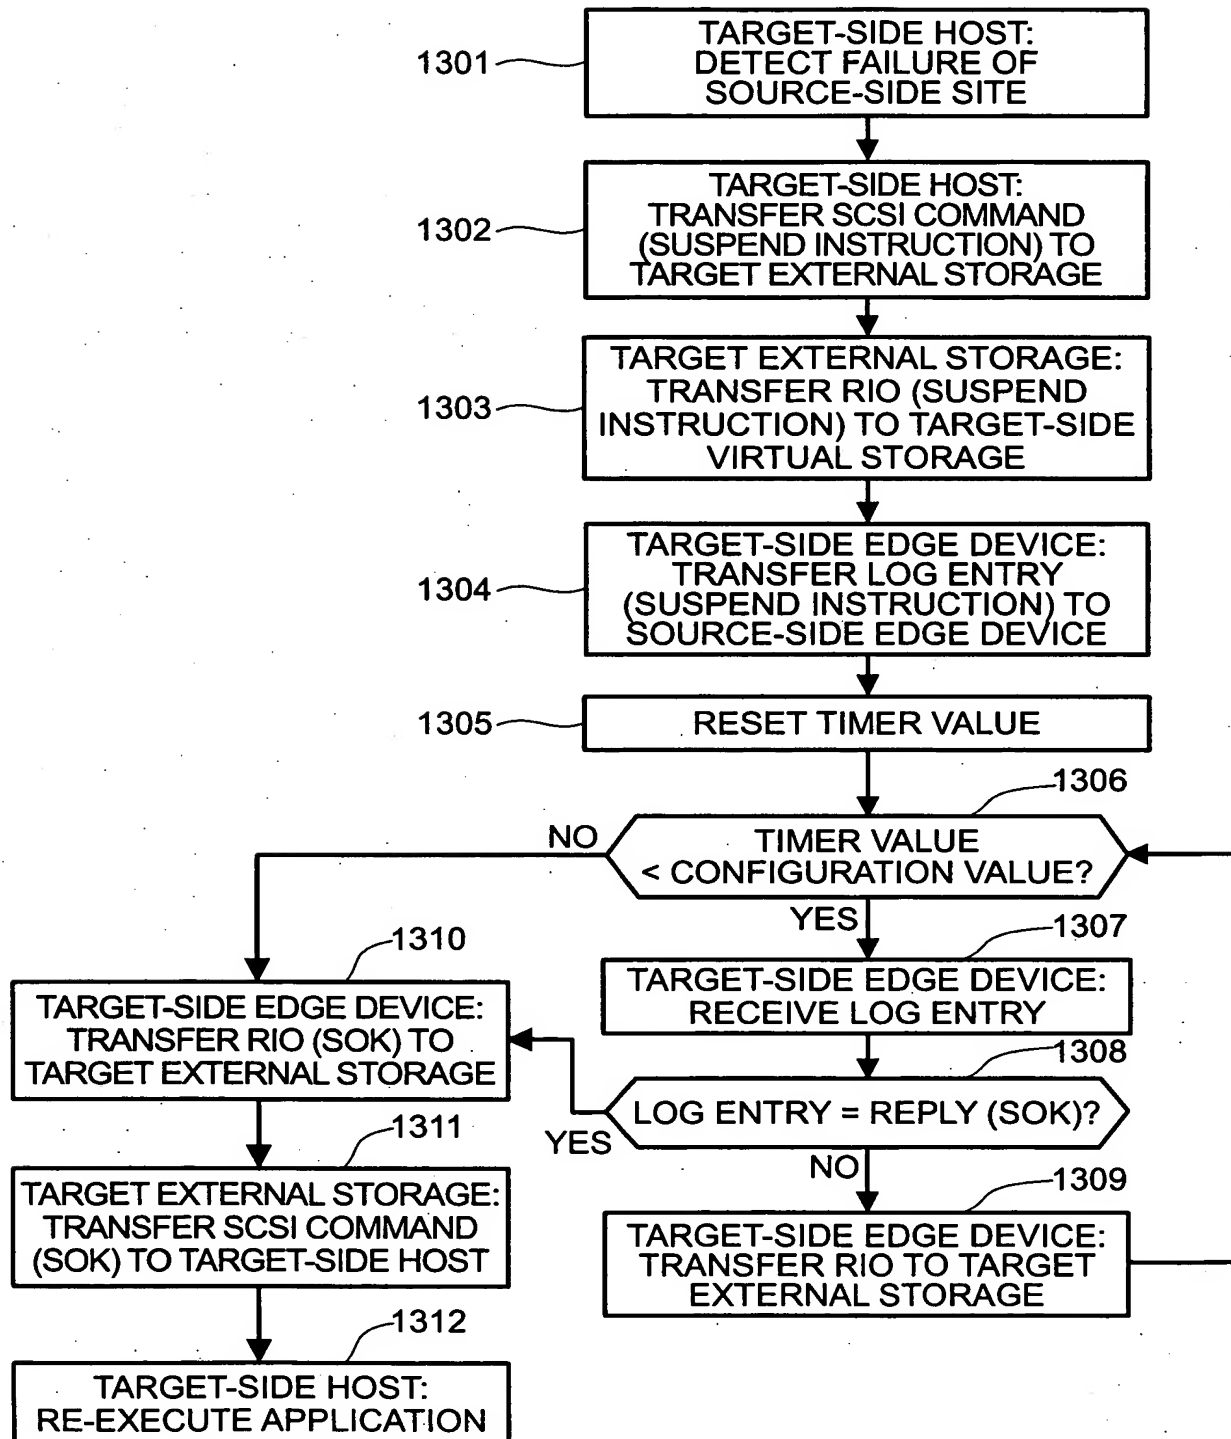 1301
TARGET-SIDE HOST:
DETECT FAILURE OF
SOURCE-SIDE SITE
1302
TARGET-SIDE HOST:
TRANSFER SCSI COMMAND
(SUSPEND INSTRUCTION) TO
TARGET EXTERNAL STORAGE
1303
TARGET EXTERNAL STORAGE:
TRANSFER RIO (SUSPEND
INSTRUCTION) TO TARGET-SIDE
VIRTUAL STORAGE
1304
TARGET-SIDE EDGE DEVICE:
TRANSFER LOG ENTRY
(SUSPEND INSTRUCTION) TO
SOURCE-SIDE EDGE DEVICE
1305
RESET TIMER VALUE
1306
TIMER VALUE
< CONFIGURATION VALUE?
NO
YES
1307
TARGET-SIDE EDGE DEVICE:
RECEIVE LOG ENTRY
1308
LOG ENTRY = REPLY (SOK)?
YES
NO
1309
TARGET-SIDE EDGE DEVICE:
TRANSFER RIO TO TARGET
EXTERNAL STORAGE
1310
TARGET-SIDE EDGE DEVICE:
TRANSFER RIO (SOK) TO
TARGET EXTERNAL STORAGE
1311
TARGET EXTERNAL STORAGE:
TRANSFER SCSI COMMAND
(SOK) TO TARGET-SIDE HOST
1312
TARGET-SIDE HOST:
RE-EXECUTE APPLICATION